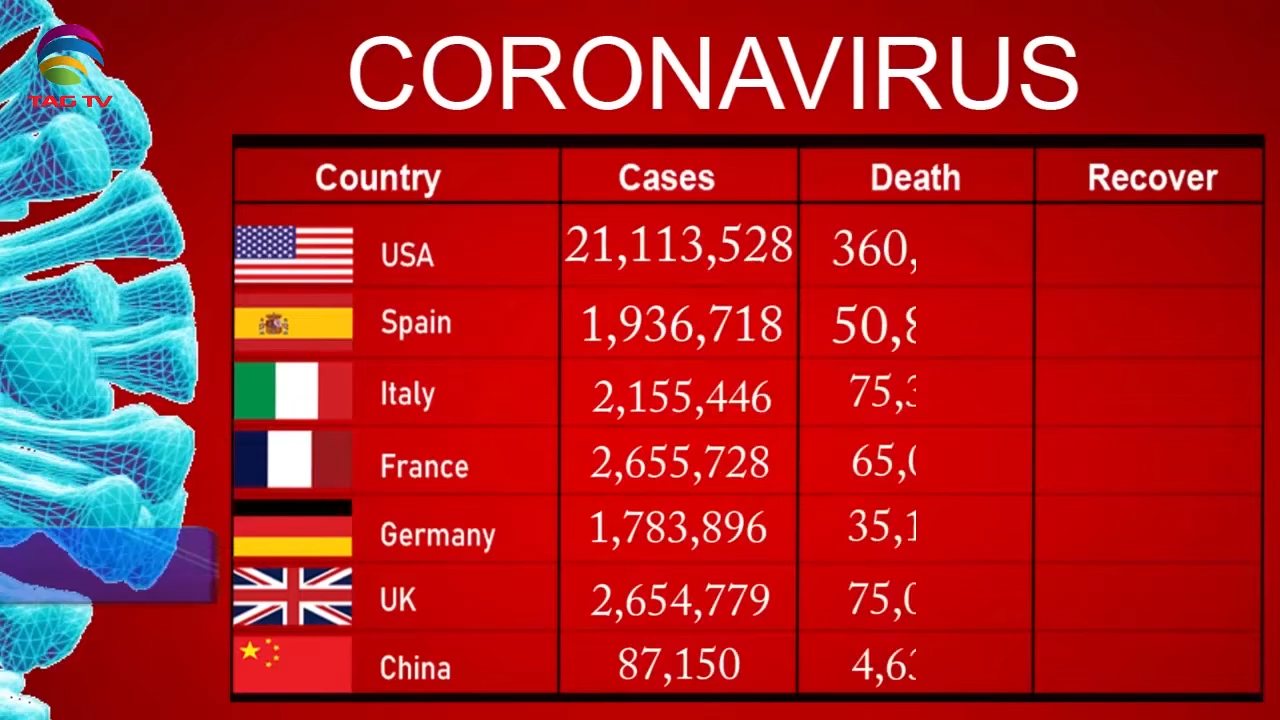 TAG TV
CORONAVIRUS
Country Cases Death Recover
USA 21,113,528 360,
Spain 1,936,718 50,
Italy 2,155,446 75,
France 2,655,728 65,
Germany 1,783,896 35,1
UK 2,654,779 75,
China 87,150 4,6